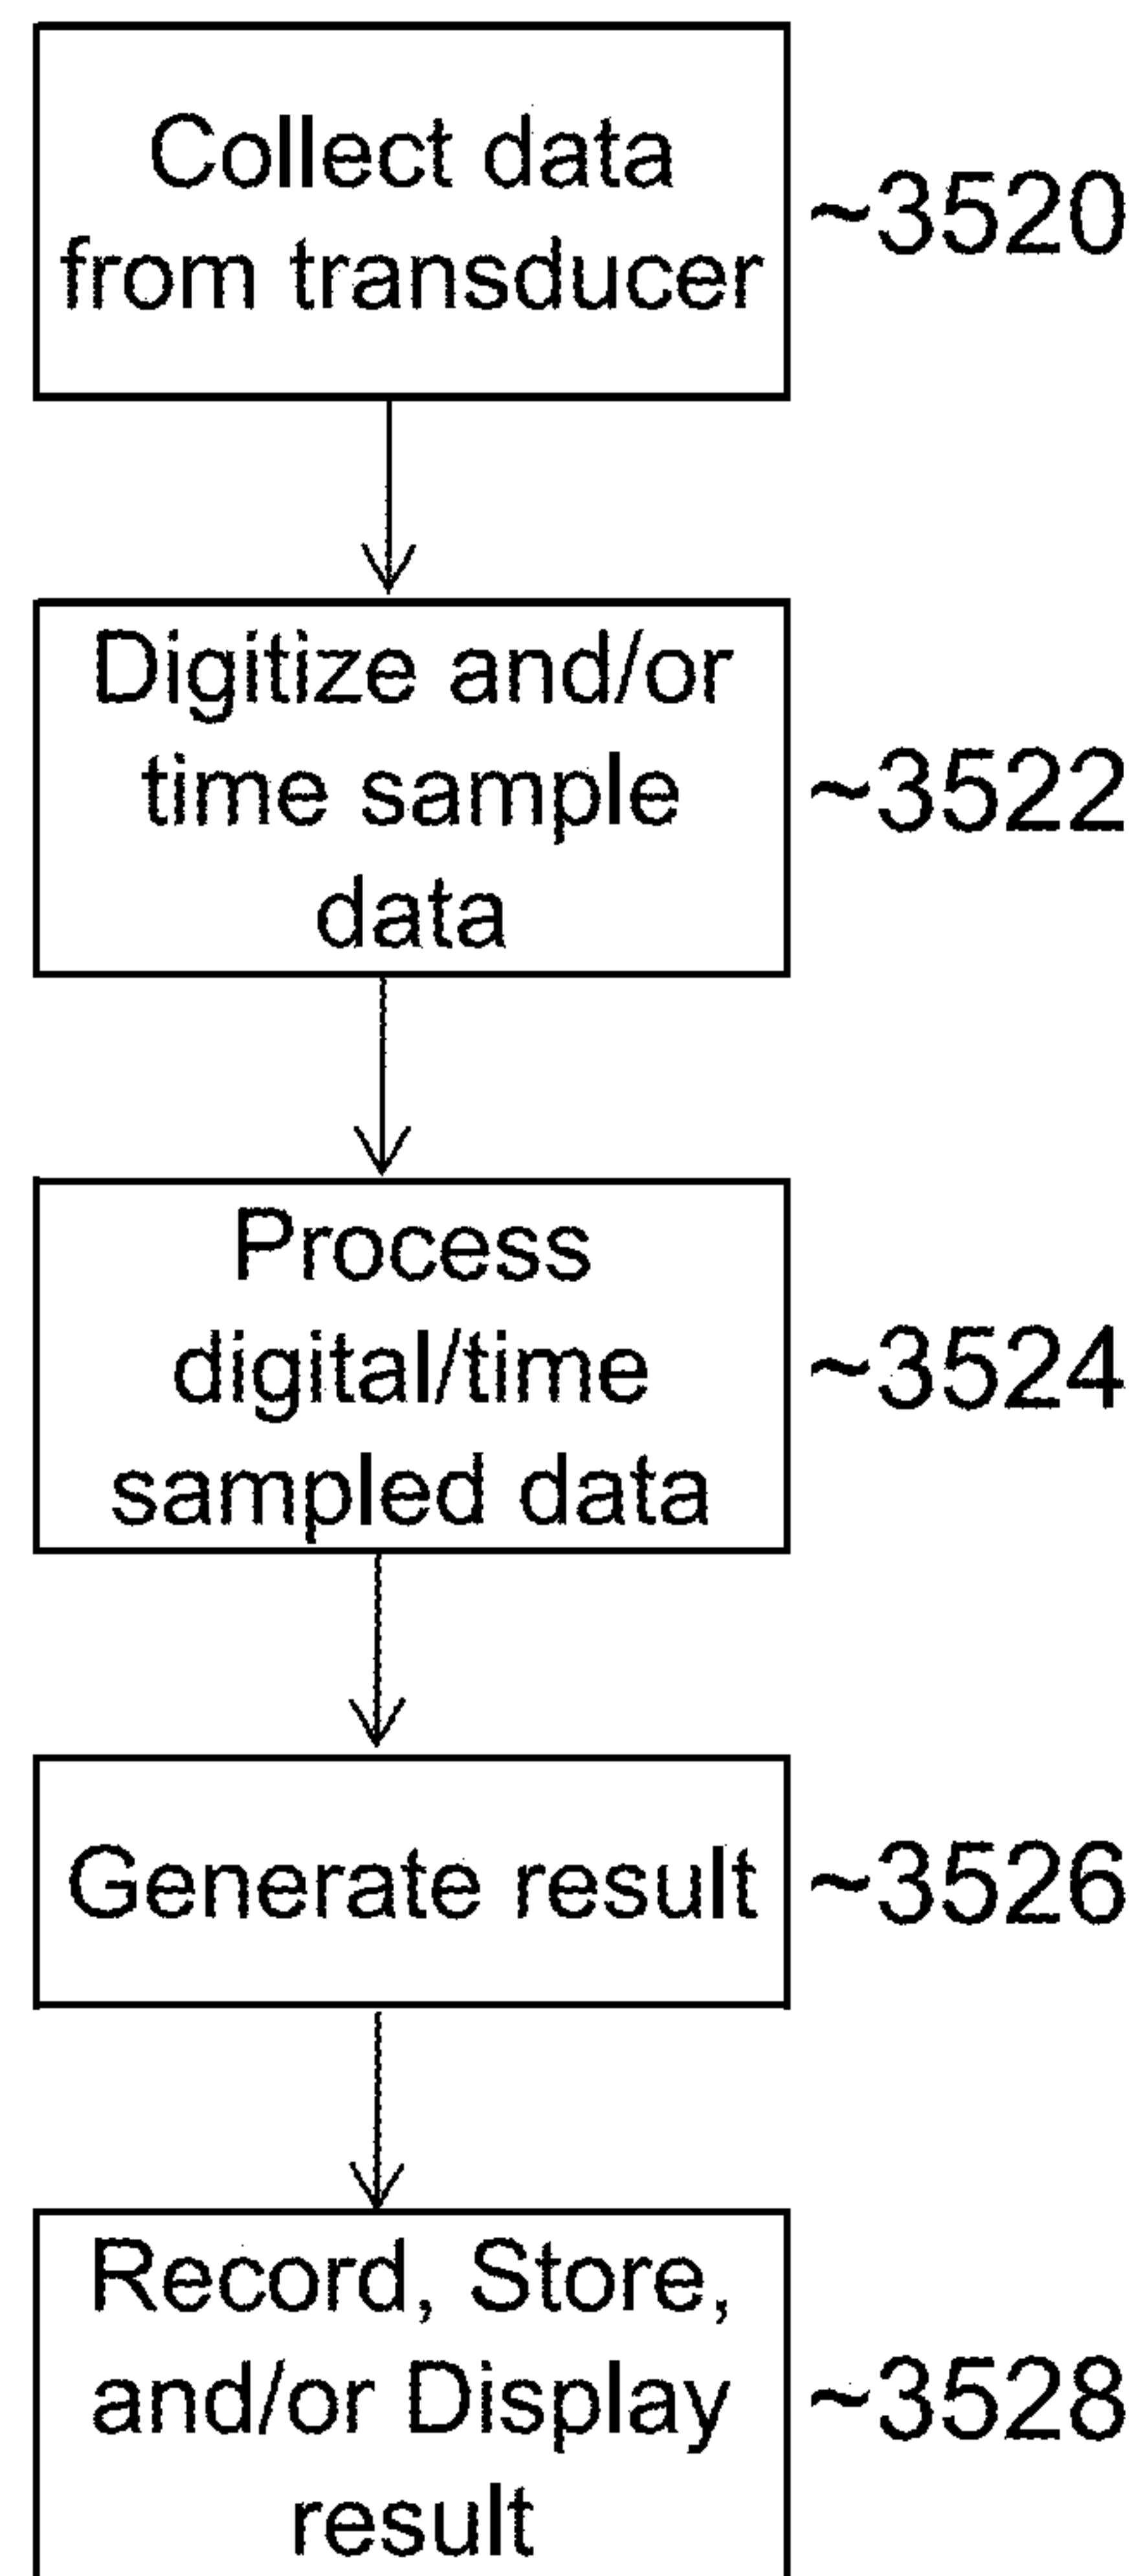 Collect data
from transducer
~3520
Digitize and/or
time sample
data
~3522
Process
digital/time
sampled data
~3524
Generate result
~3526
Record, Store,
and/or Display
result
~3528